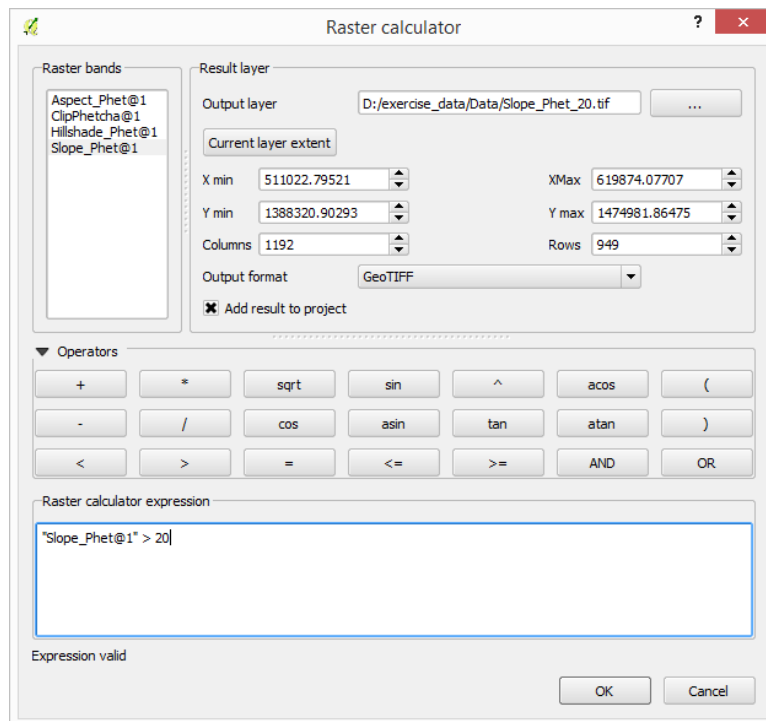 Raster calculator
?
×
Raster bands
Aspect_Phet@1
ClipPhetcha@1
Hillshade_Phet@1
Slope_Phet@1
Result layer
Output layer D:/exercise_data/Data/Slope_Phet_20.tif ...
Current layer extent
X min 511022.79521 XMax 619874.07707
Y min 1388320.90293 Y max 1474981.86475
Columns 1192 Rows 949
Output format GeoTIFF
Add result to project
Operators
+ * sqrt sin ^ acos (
- / cos asin tan atan )
< > = <= >= AND OR
Raster calculator expression
"Slope_Phet@1" > 20
Expression valid
OK Cancel